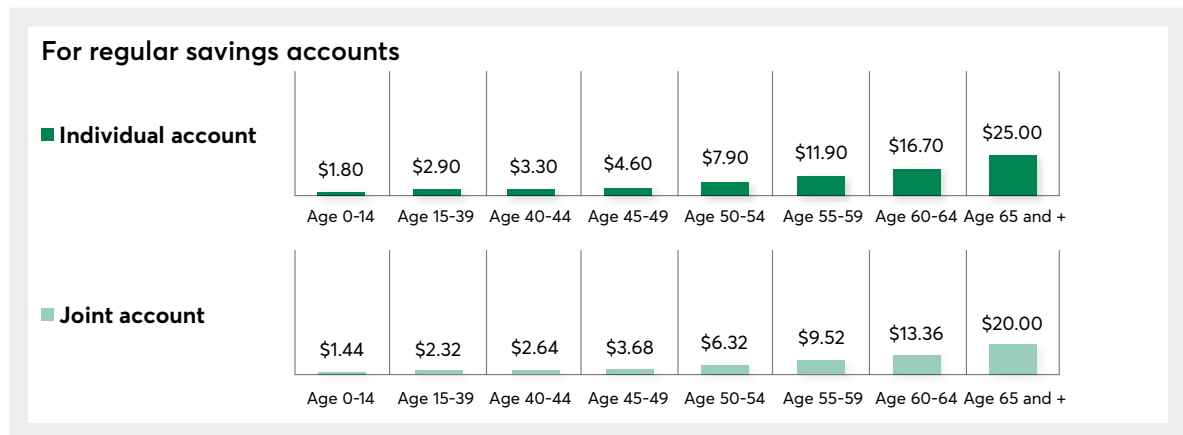 For regular savings accounts
Individual account
$1.80 $2.90 $3.30 $4.60 $7.90 $11.90 $16.70 $25.00
Age 0-14 Age 15-39 Age 40-44 Age 45-49 Age 50-54 Age 55-59 Age 60-64 Age 65 and +
Joint account
$1.44 $2.32 $2.64 $3.68 $6.32 $9.52 $13.36 $20.00
Age 0-14 Age 15-39 Age 40-44 Age 45-49 Age 50-54 Age 55-59 Age 60-64 Age 65 and +